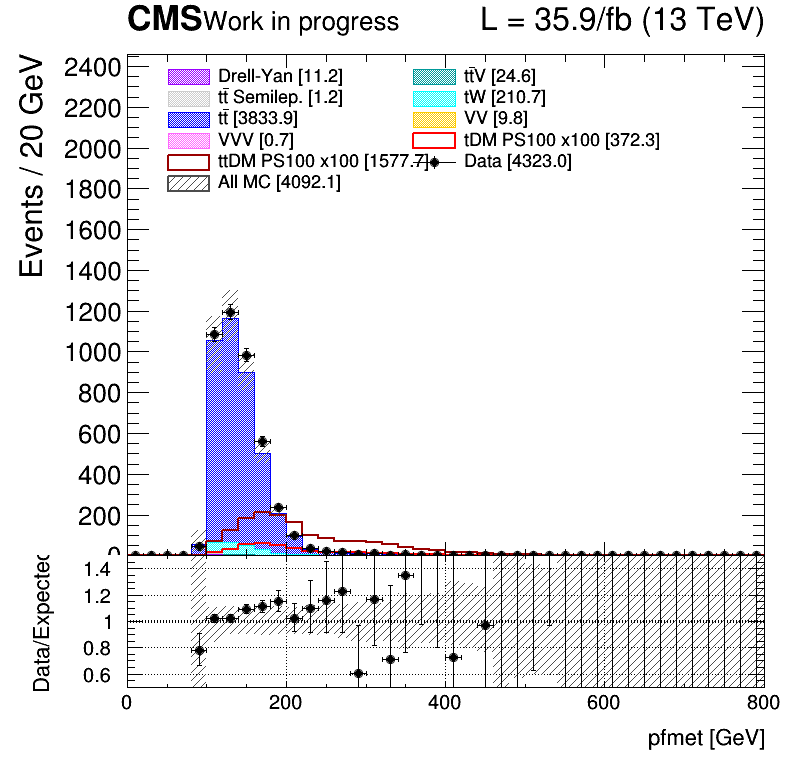 CMS Work in progress L = 35.9/fb (13 TeV)
Events / 20 GeV
2400
2200
2000
1800
1600
1400
1200
1000
800
600
400
200
0
Drell-Yan [11.2] tt̄V [24.6]
tt̄ Semilep. [1.2] tW [210.7]
tt̄ [3833.9] VV [9.8]
VVV [0.7] tDM PS100 x100 [372.3]
ttDM PS100 x100 [1577.7] Data [4323.0]
All MC [4092.1]
Data/Expected
1.4
1.2
1
0.8
0.6
0 200 400 600 800
pfmet [GeV]